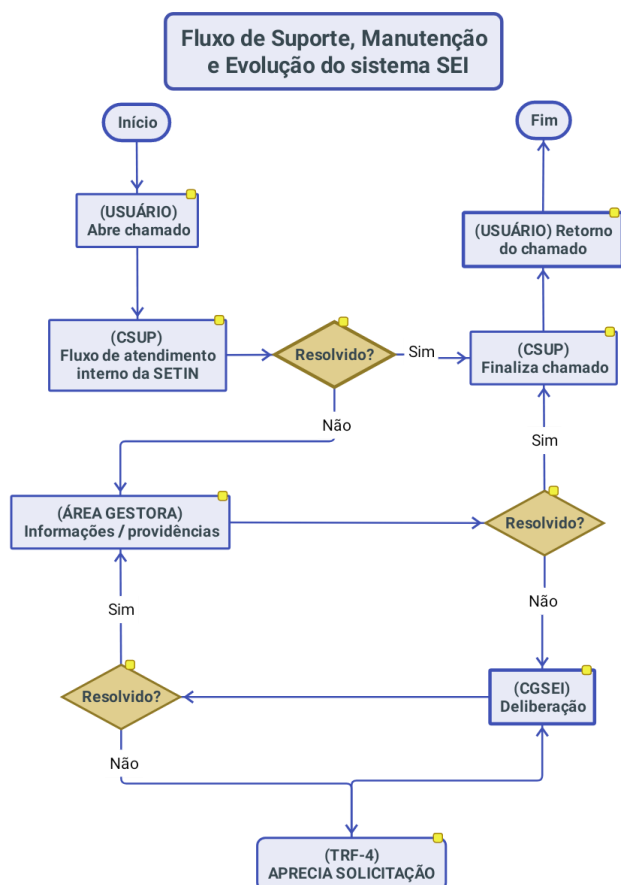 Fluxo de Suporte, Manutenção
e Evolução do sistema SEI
Início
Fim
(USUÁRIO)
Abre chamado
(USUÁRIO) Retorno
do chamado
(CSUP)
Fluxo de atendimento
interno da SETIN
Resolvido?
Sim
(CSUP)
Finaliza chamado
Não
Sim
(ÁREA GESTORA)
Informações / providências
Resolvido?
Sim
Não
Resolvido?
(CGSEI)
Deliberação
Não
(TRF-4)
APRECIA SOLICITAÇÃO